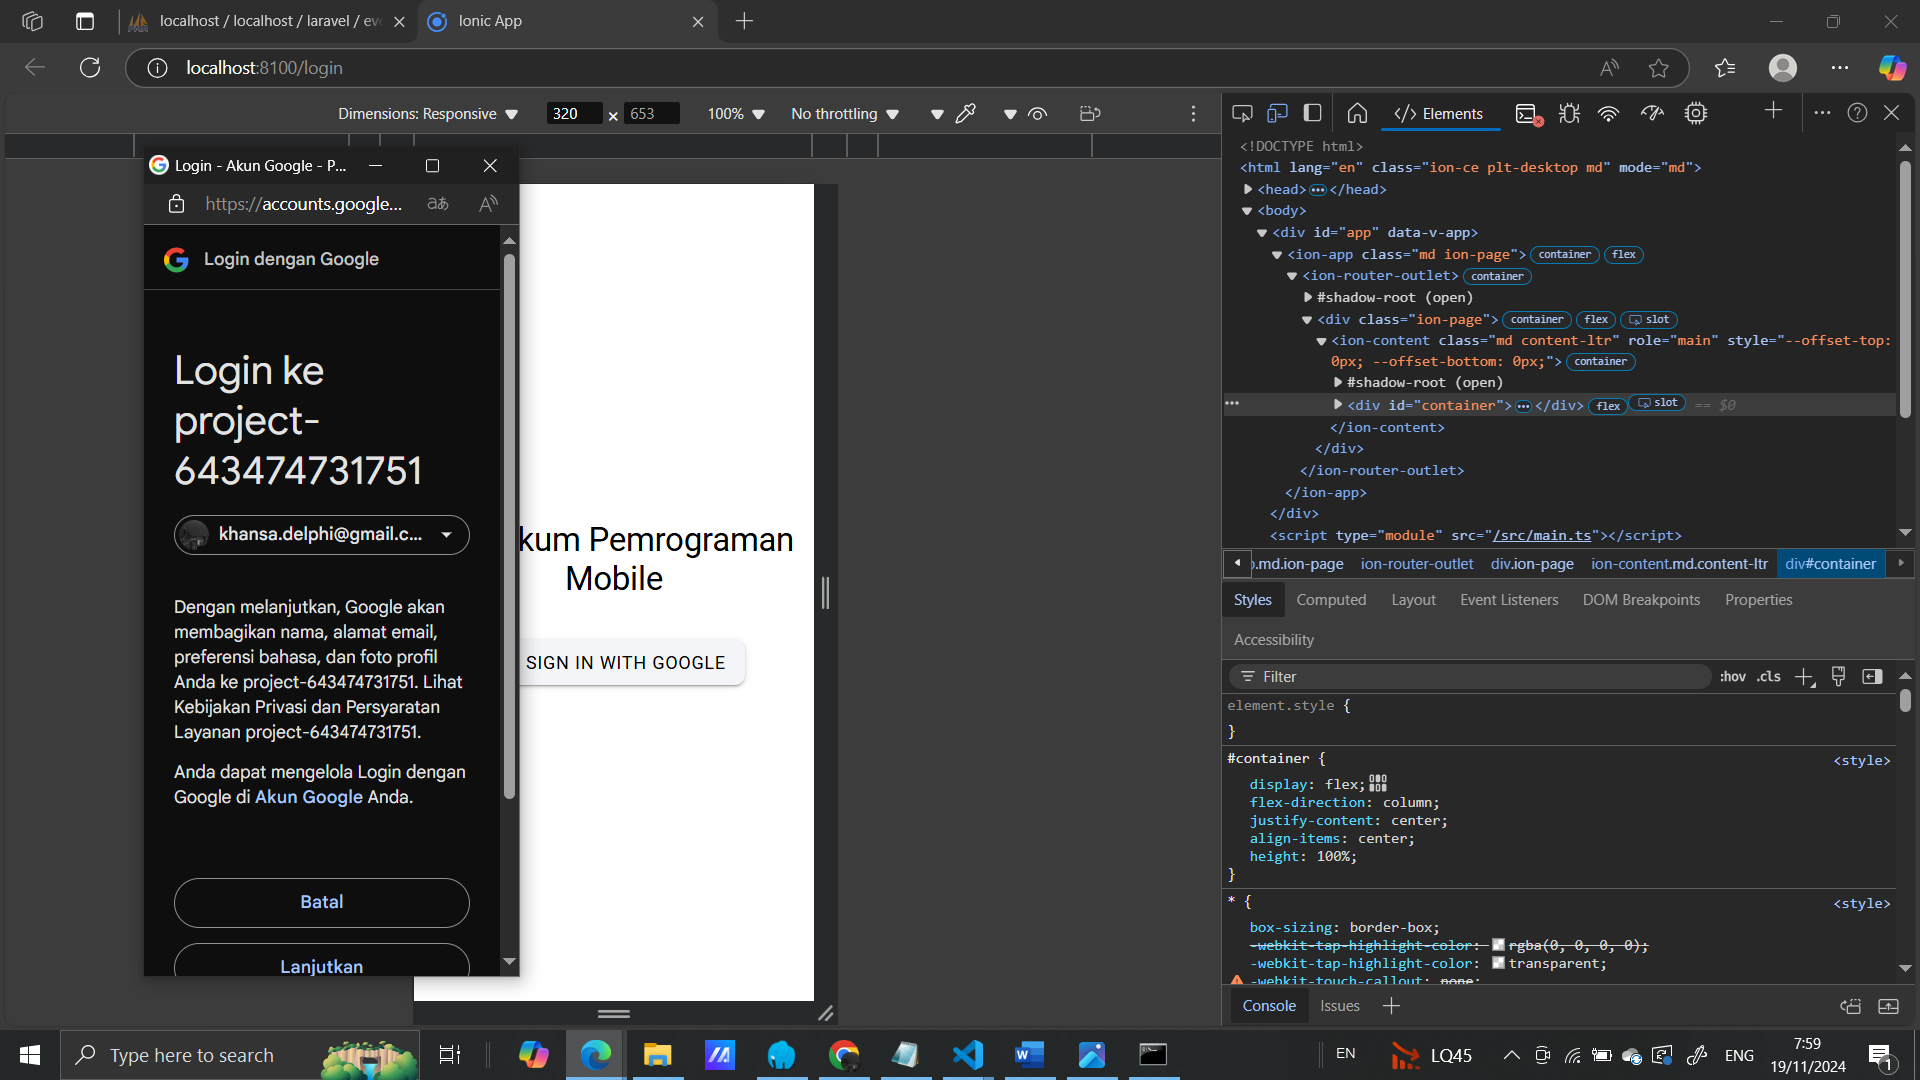 localhost / localhost / laravel / eve
Ionic App
localhost:8100/login
Dimensions: Responsive
320 × 653
100%
No throttling
Elements
Login - Akun Google - P...
https://accounts.google...
Login dengan Google
Login ke
project-
643474731751
khansa.delphi@gmail.c...
Dengan melanjutkan, Google akan
membagikan nama, alamat email,
preferensi bahasa, dan foto profil
Anda ke project-643474731751. Lihat
Kebijakan Privasi dan Persyaratan
Layanan project-643474731751.
Anda dapat mengelola Login dengan
Google di Akun Google Anda.
Batal
Lanjutkan
kum Pemrograman
Mobile
SIGN IN WITH GOOGLE
<!DOCTYPE html>
<html lang="en" class="ion-ce plt-desktop md" mode="md">
<head> ••• </head>
<body>
<div id="app" data-v-app>
<ion-app class="md ion-page"> container flex
<ion-router-outlet> container
#shadow-root (open)
<div class="ion-page"> container flex slot
<ion-content class="md content-ltr" role="main" style="--offset-top:
0px; --offset-bottom: 0px;"> container
#shadow-root (open)
••• <div id="container"> ••• </div> flex slot == $0
</ion-content>
</div>
</ion-router-outlet>
</ion-app>
</div>
<script type="module" src="/src/main.ts"></script>
.md.ion-page ion-router-outlet div.ion-page ion-content.md.content-ltr div#container
Styles Computed Layout Event Listeners DOM Breakpoints Properties
Accessibility
Filter :hov .cls
element.style {
}
#container { <style>
display: flex;
flex-direction: column;
justify-content: center;
align-items: center;
height: 100%;
}
* { <style>
box-sizing: border-box;
-webkit-tap-highlight-color: rgba(0, 0, 0, 0);
-webkit-tap-highlight-color: transparent;
-webkit-touch-callout: none;
Console Issues
Type here to search
EN
LQ45
ENG
7:59
19/11/2024
1